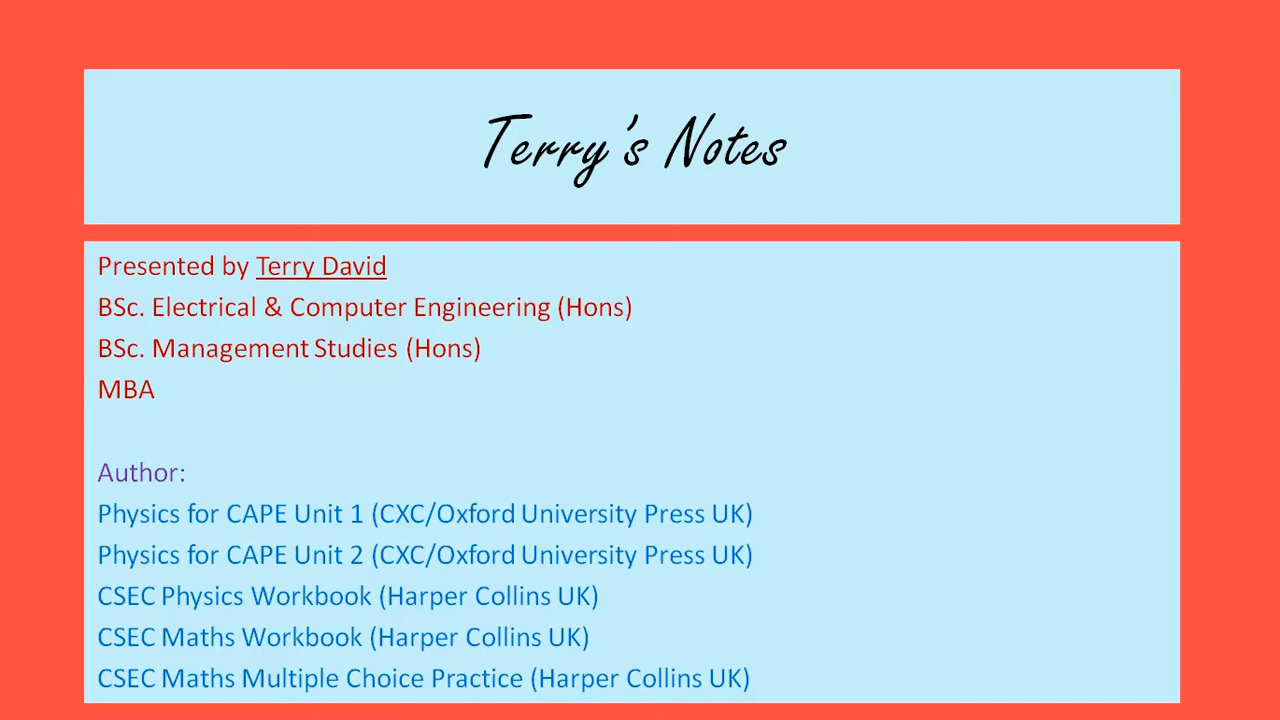 Terry's Notes
Presented by Terry David
BSc. Electrical & Computer Engineering (Hons)
BSc. Management Studies (Hons)
MBA
Author:
Physics for CAPE Unit 1 (CXC/Oxford University Press UK)
Physics for CAPE Unit 2 (CXC/Oxford University Press UK)
CSEC Physics Workbook (Harper Collins UK)
CSEC Maths Workbook (Harper Collins UK)
CSEC Maths Multiple Choice Practice (Harper Collins UK)